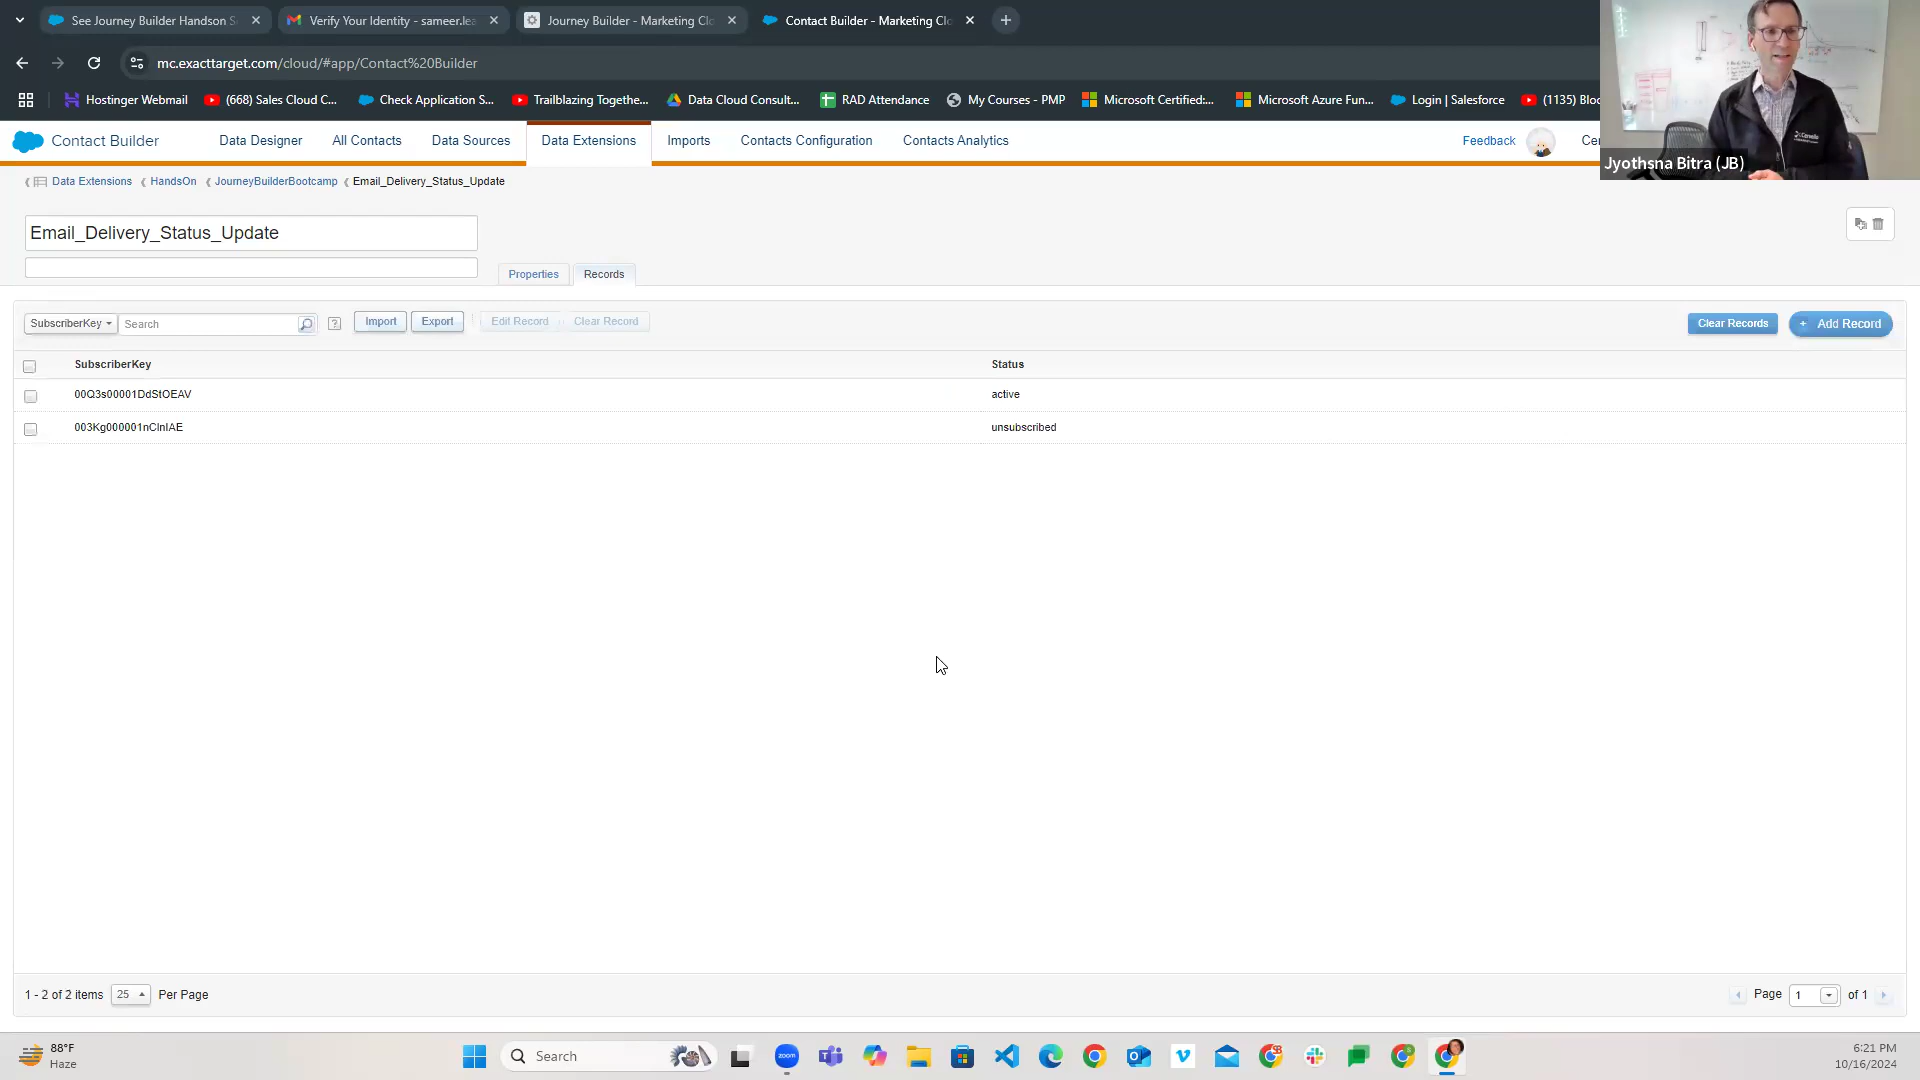 See Journey Builder Handson S
Verify Your Identity - sameer.lea
Journey Builder - Marketing Clo
Contact Builder - Marketing Clo
mc.exacttarget.com/cloud/#app/Contact%20Builder
Hostinger Webmail
(668) Sales Cloud C...
Check Application S...
Trailblazing Togethe...
Data Cloud Consult...
RAD Attendance
My Courses - PMP
Microsoft Certified:...
Microsoft Azure Fun...
Login | Salesforce
(1135) Bloc
Contact Builder
Data Designer
All Contacts
Data Sources
Data Extensions
Imports
Contacts Configuration
Contacts Analytics
Feedback
Cer
Jyothsna Bitra (JB)
Data Extensions
HandsOn
JourneyBuilderBootcamp
Email_Delivery_Status_Update
Email_Delivery_Status_Update
Properties
Records
SubscriberKey
Search
?
Import
Export
Edit Record
Clear Record
Clear Records
+ Add Record
SubscriberKey
Status
00Q3s00001DdStOEAV
active
003Kg000001nClnIAE
unsubscribed
1 - 2 of 2 items
25
Per Page
Page
1
of 1
88°F
Haze
Search
zoom
6:21 PM
10/16/2024